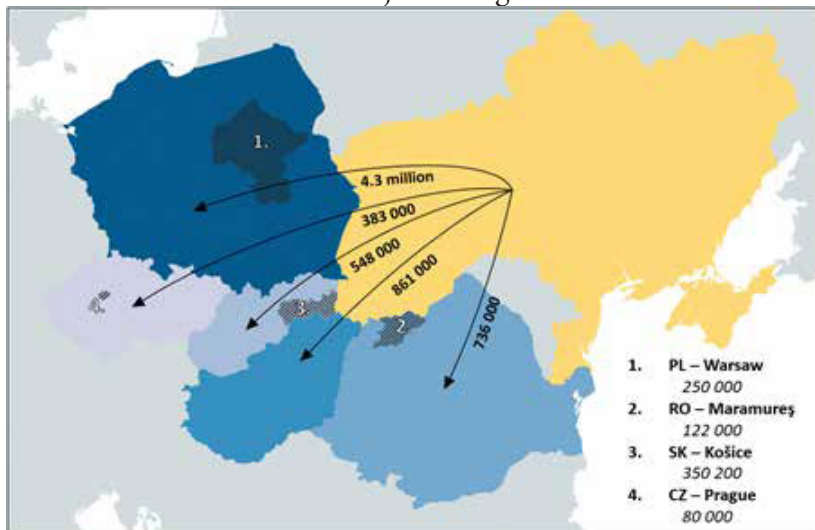 1.
4.3 million
383 000
548 000
861 000
736 000
4.
3.
2
1. PL – Warsaw
250 000
2. RO – Maramureş
122 000
3. SK – Košice
350 200
4. CZ – Prague
80 000